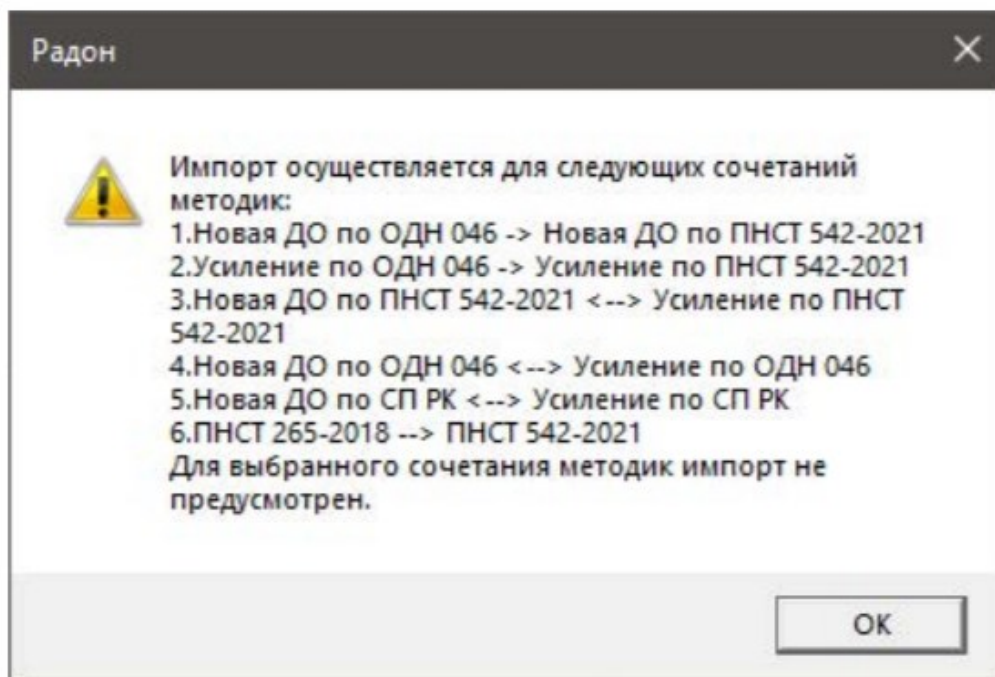 Радон
Импорт осуществляется для следующих сочетаний
методик:
1.Новая ДО по ОДН 046 -> Новая ДО по ПНСТ 542-2021
2.Усиление по ОДН 046 -> Усиление по ПНСТ 542-2021
3.Новая ДО по ПНСТ 542-2021 <--> Усиление по ПНСТ
542-2021
4.Новая ДО по ОДН 046 <--> Усиление по ОДН 046
5.Новая ДО по СП РК <--> Усиление по СП РК
6.ПНСТ 265-2018 --> ПНСТ 542-2021
Для выбранного сочетания методик импорт не
предусмотрен.
ОК